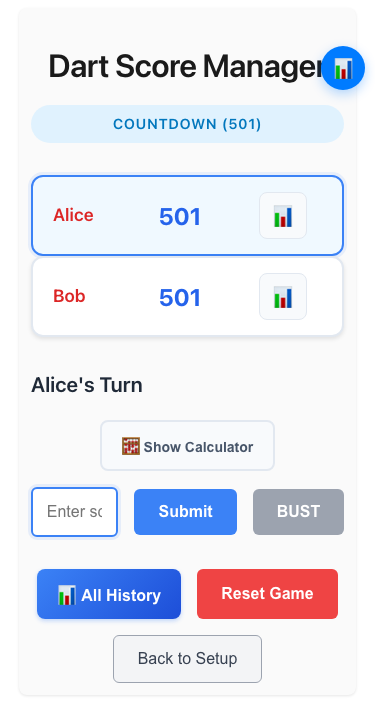 Dart Score Manager
COUNTDOWN (501)
Alice 501
Bob 501
Alice's Turn
Show Calculator
Enter sc Submit BUST
All History Reset Game
Back to Setup